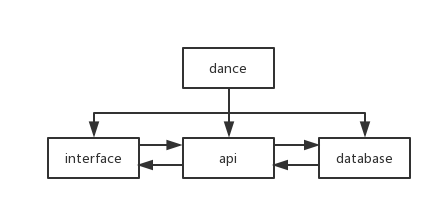 dance
interface
api
database